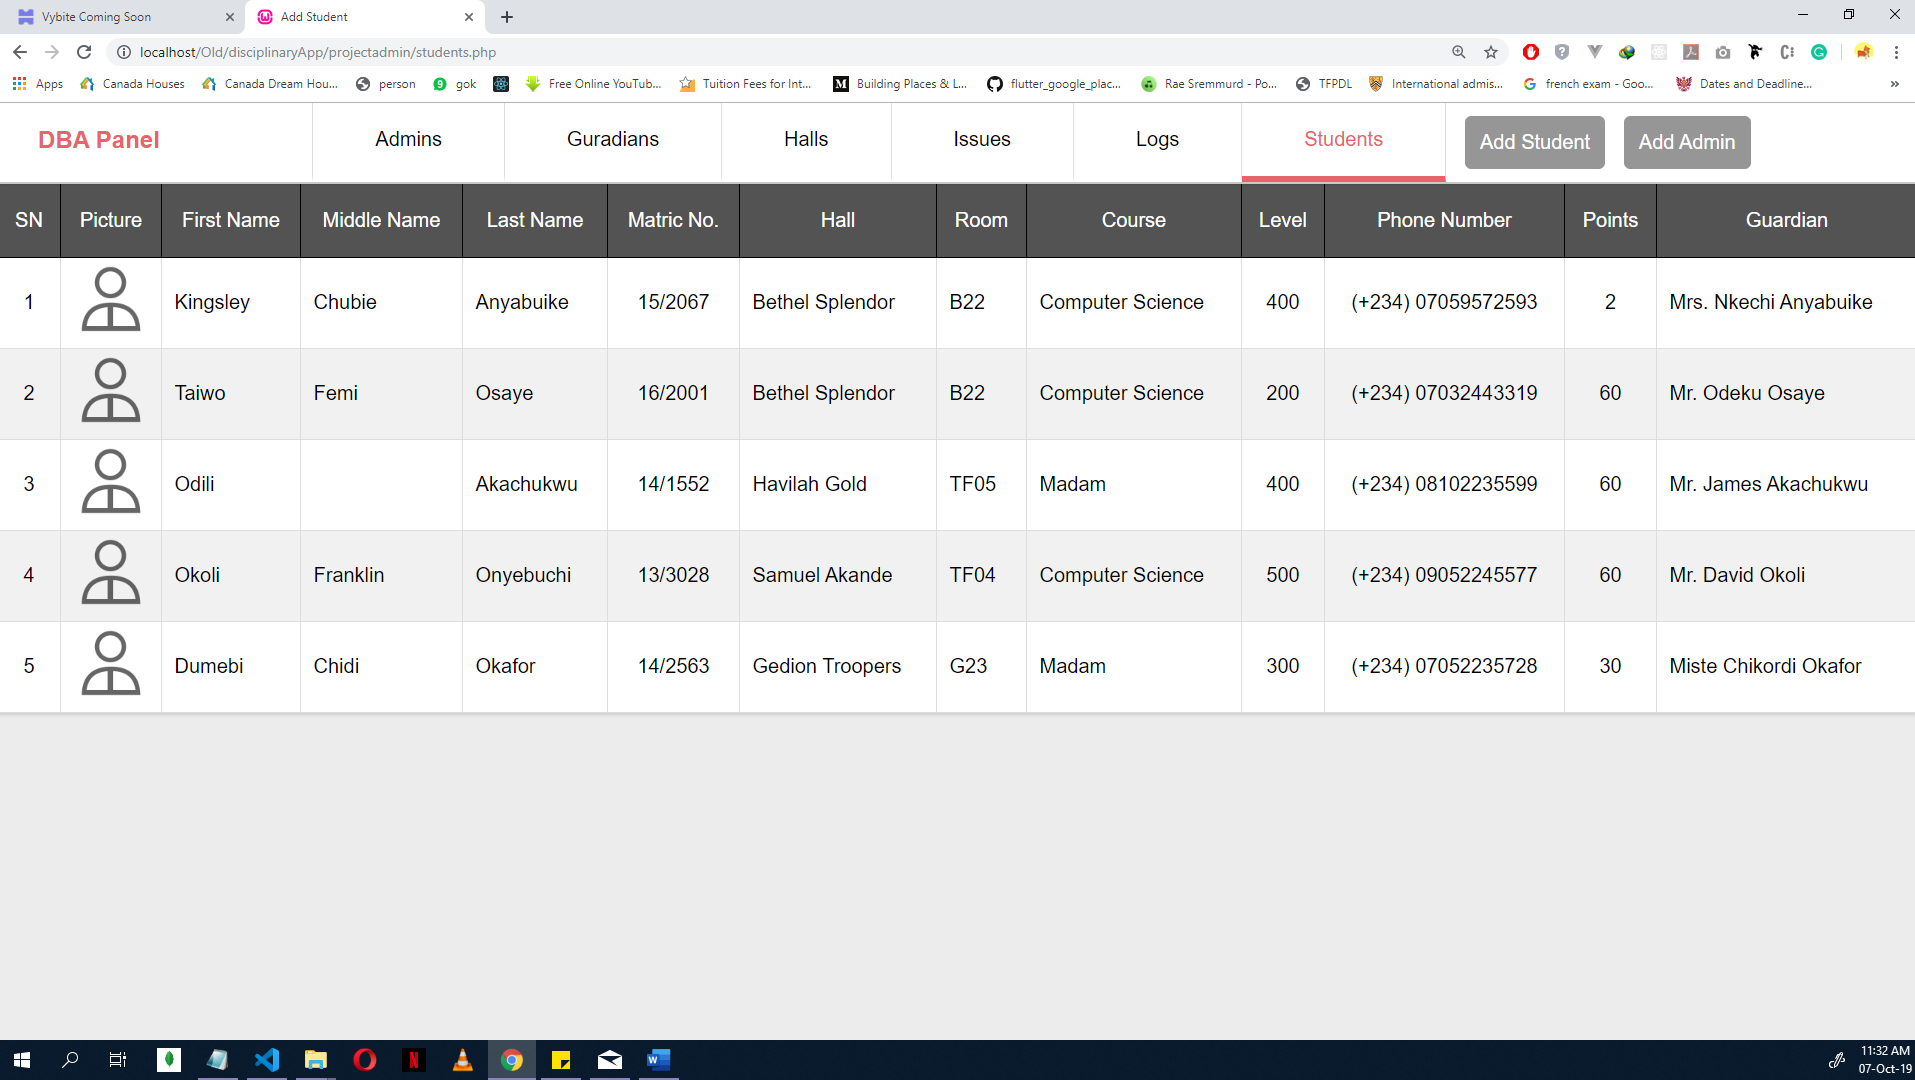 Vybite Coming Soon
Add Student
localhost/Old/disciplinaryApp/projectadmin/students.php
Apps Canada Houses Canada Dream Hou... person gok Free Online YouTub... Tuition Fees for Int... Building Places & L... flutter_google_plac... Rae Sremmurd - Po... TFPDL International admis... french exam - Goo... Dates and Deadline... »
DBA Panel Admins Guradians Halls Issues Logs Students Add Student Add Admin
SN Picture First Name Middle Name Last Name Matric No. Hall Room Course Level Phone Number Points Guardian
1 Kingsley Chubie Anyabuike 15/2067 Bethel Splendor B22 Computer Science 400 (+234) 07059572593 2 Mrs. Nkechi Anyabuike
2 Taiwo Femi Osaye 16/2001 Bethel Splendor B22 Computer Science 200 (+234) 07032443319 60 Mr. Odeku Osaye
3 Odili Akachukwu 14/1552 Havilah Gold TF05 Madam 400 (+234) 08102235599 60 Mr. James Akachukwu
4 Okoli Franklin Onyebuchi 13/3028 Samuel Akande TF04 Computer Science 500 (+234) 09052245577 60 Mr. David Okoli
5 Dumebi Chidi Okafor 14/2563 Gedion Troopers G23 Madam 300 (+234) 07052235728 30 Miste Chikordi Okafor
11:32 AM
07-Oct-19